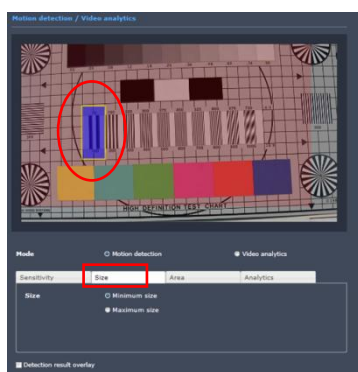 Motion detection / Video analytics
HIGH DEFINITION TEST CHART
Mode Motion detection Video analytics
Sensitivity Size Area Analytics
Size Minimum size
Maximum size
Detection result overlay